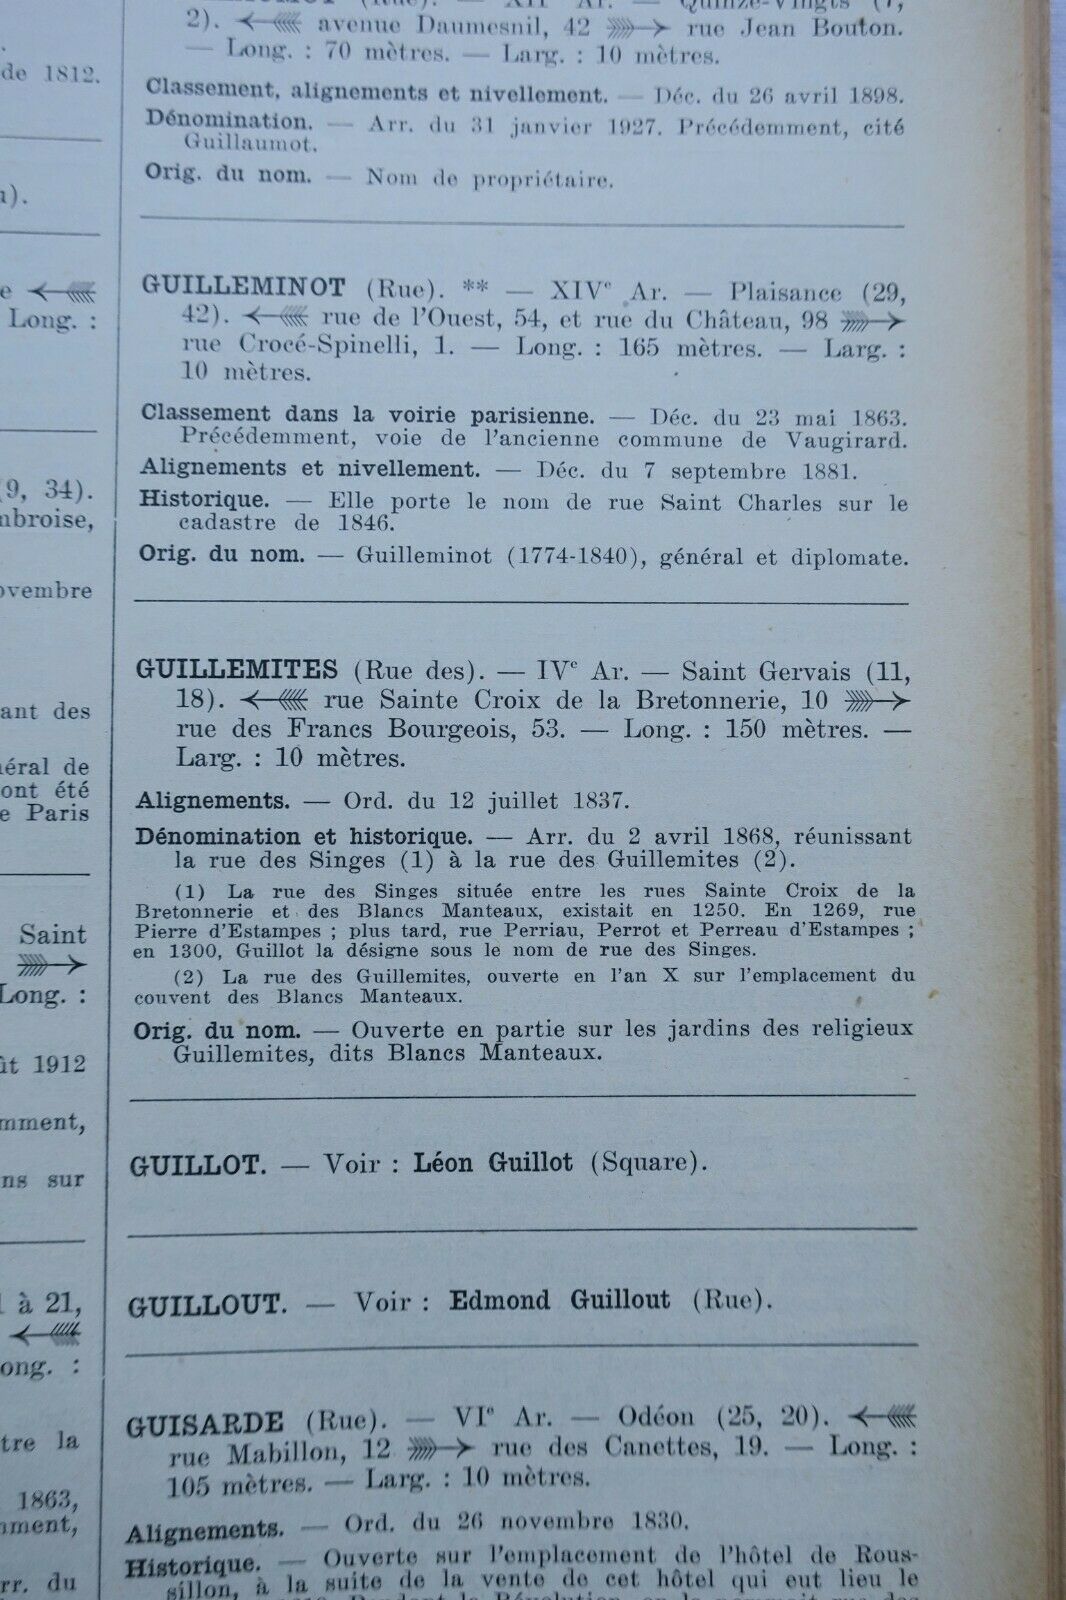 de 1812.
Long. :
9, 34).
mbroise,
ovembre
ant des
éral de
ont été
e Paris
Saint
Long. :
ût 1912
mment,
ns sur
à 21,
ong. :
tre la
1863,
mment,
rr. du
2). avenue Daumesnil, 42 rue Jean Bouton.
— Long. : 70 mètres. — Larg. : 10 mètres.
Classement, alignements et nivellement. — Déc. du 26 avril 1898.
Dénomination. — Arr. du 31 janvier 1927. Précédemment, cité
Guillaumot.
Orig. du nom. — Nom de propriétaire.
GUILLEMINOT (Rue). ** — XIVe Ar. — Plaisance (29,
42). rue de l'Ouest, 54, et rue du Château, 98
rue Crocé-Spinelli, 1. — Long. : 165 mètres. — Larg. :
10 mètres.
Classement dans la voirie parisienne. — Déc. du 23 mai 1863.
Précédemment, voie de l'ancienne commune de Vaugirard.
Alignements et nivellement. — Déc. du 7 septembre 1881.
Historique. — Elle porte le nom de rue Saint Charles sur le
cadastre de 1846.
Orig. du nom. — Guilleminot (1774-1840), général et diplomate.
GUILLEMITES (Rue des). — IVe Ar. — Saint Gervais (11,
18). rue Sainte Croix de la Bretonnerie, 10
rue des Francs Bourgeois, 53. — Long. : 150 mètres. —
Larg. : 10 mètres.
Alignements. — Ord. du 12 juillet 1837.
Dénomination et historique. — Arr. du 2 avril 1868, réunissant
la rue des Singes (1) à la rue des Guillemites (2).
(1) La rue des Singes située entre les rues Sainte Croix de la
Bretonnerie et des Blancs Manteaux, existait en 1250. En 1269, rue
Pierre d'Estampes ; plus tard, rue Perriau, Perrot et Perreau d'Estampes ;
en 1300, Guillot la désigne sous le nom de rue des Singes.
(2) La rue des Guillemites, ouverte en l'an X sur l'emplacement du
couvent des Blancs Manteaux.
Orig. du nom. — Ouverte en partie sur les jardins des religieux
Guillemites, dits Blancs Manteaux.
GUILLOT. — Voir : Léon Guillot (Square).
GUILLOUT. — Voir : Edmond Guillout (Rue).
GUISARDE (Rue). — VIe Ar. — Odéon (25, 20).
rue Mabillon, 12 rue des Canettes, 19. — Long. :
105 mètres. — Larg. : 10 mètres.
Alignements. — Ord. du 26 novembre 1830.
Historique. — Ouverte sur l'emplacement de l'hôtel de Rous-
sillon, à la suite de la vente de cet hôtel qui eut lieu le